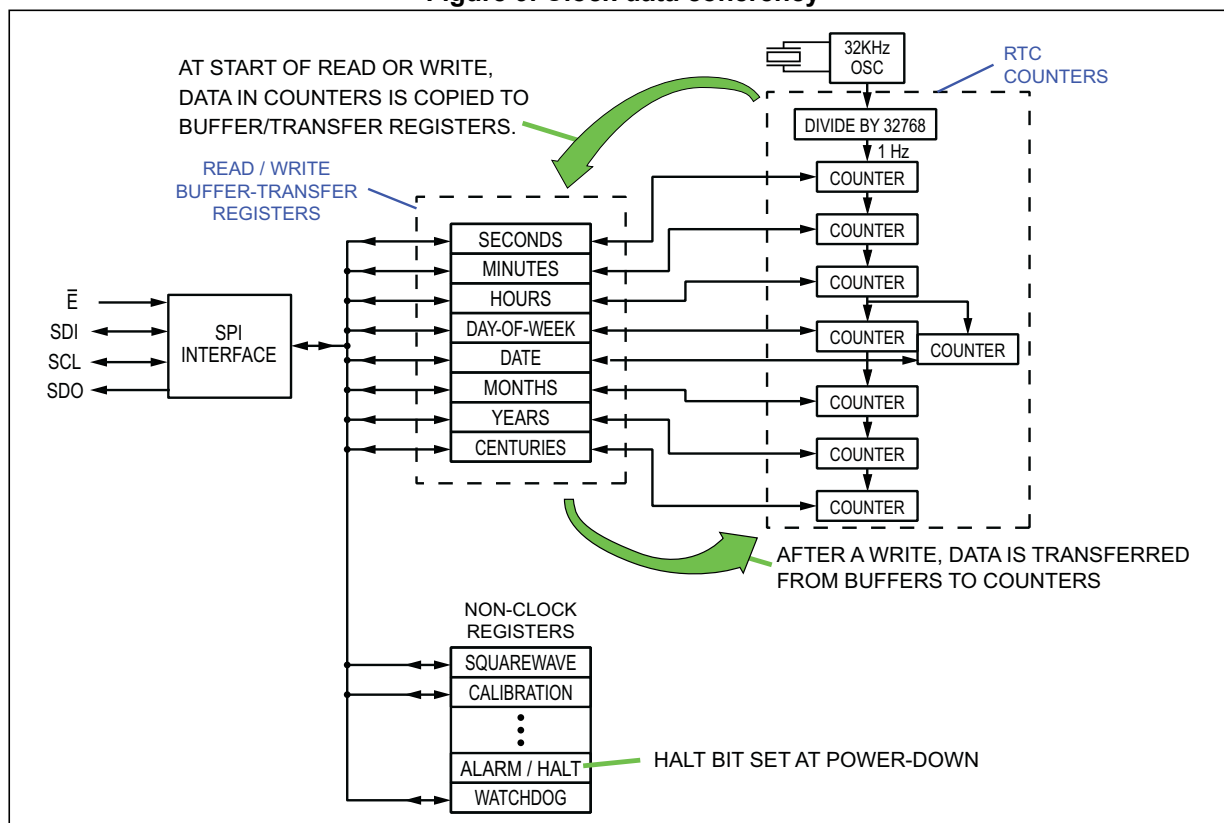 AT START OF READ OR WRITE,
DATA IN COUNTERS IS COPIED TO
BUFFER/TRANSFER REGISTERS.
32KHz
OSC
RTC
COUNTERS
DIVIDE BY 32768
1 Hz
COUNTER
COUNTER
COUNTER
COUNTER
COUNTER
COUNTER
COUNTER
COUNTER
READ / WRITE
BUFFER-TRANSFER
REGISTERS
SECONDS
MINUTES
HOURS
DAY-OF-WEEK
DATE
MONTHS
YEARS
CENTURIES
E̅
SDI
SCL
SDO
SPI
INTERFACE
AFTER A WRITE, DATA IS TRANSFERRED
FROM BUFFERS TO COUNTERS
NON-CLOCK
REGISTERS
SQUAREWAVE
CALIBRATION
ALARM / HALT
WATCHDOG
HALT BIT SET AT POWER-DOWN